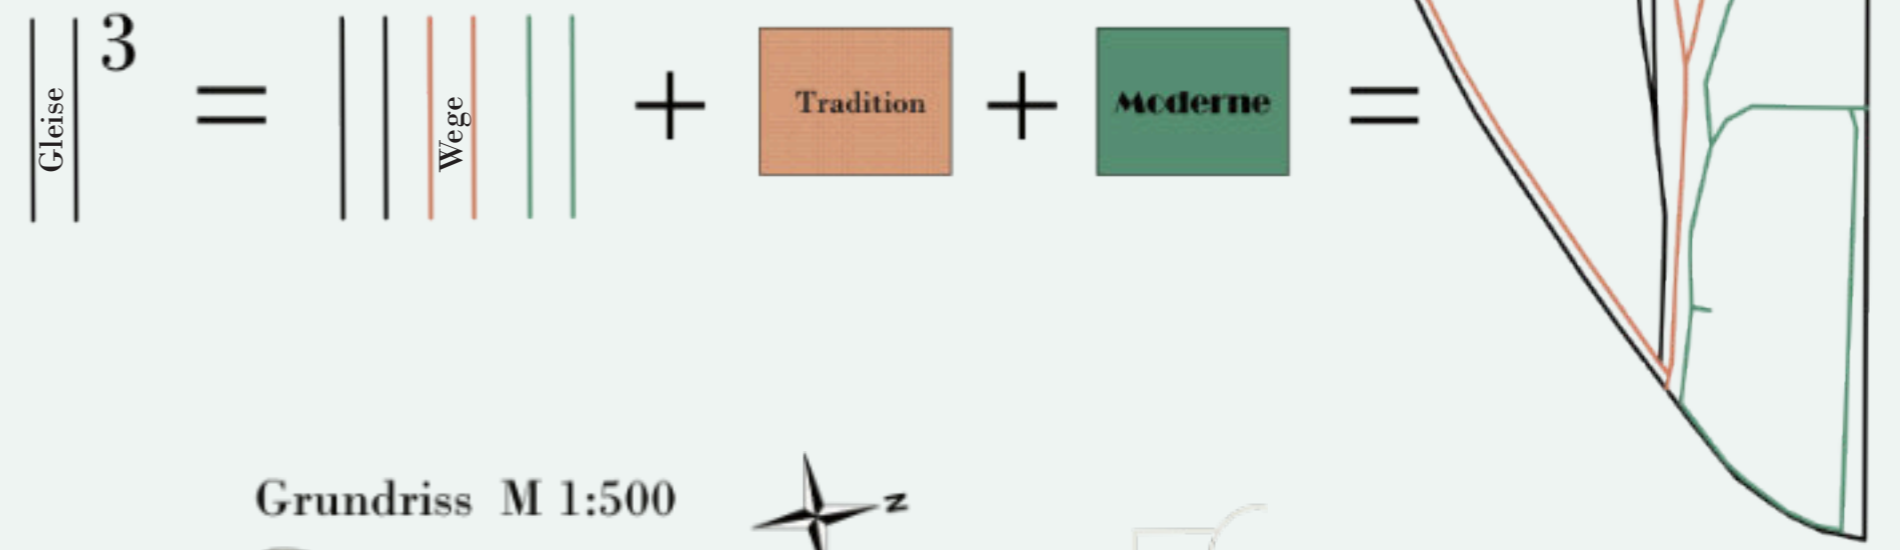 Gleise 3 = Wege + Tradition + Moderne =
Grundriss M 1:500 N